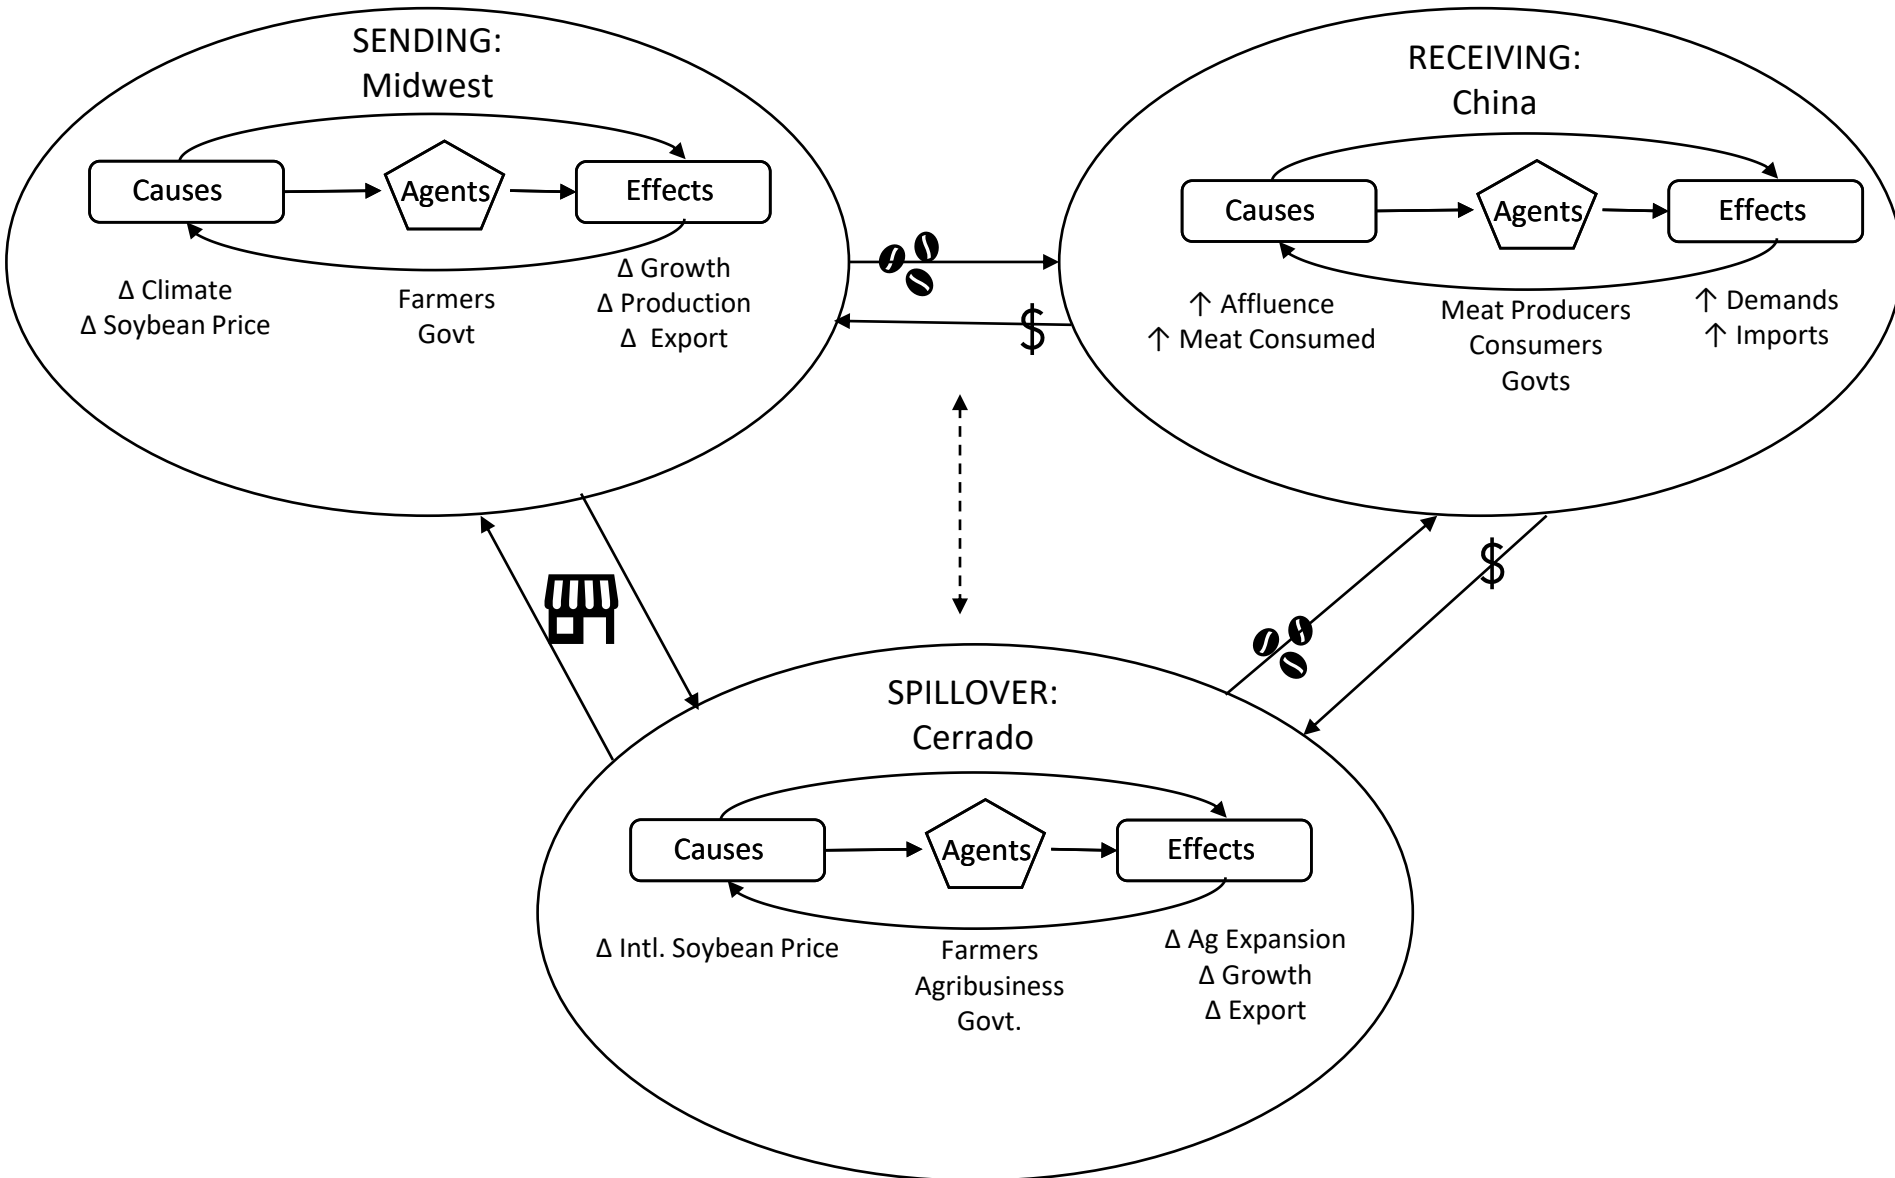 SENDING:
Midwest
Causes
Agents
Effects
Δ Climate
Δ Soybean Price
Farmers
Govt
Δ Growth
Δ Production
Δ  Export
RECEIVING:
China
Causes
Agents
Effects
↑ Affluence
↑ Meat Consumed
Meat Producers
Consumers
Govts
↑ Demands
↑ Imports
$
$
SPILLOVER:
Cerrado
Causes
Agents
Effects
Δ Intl. Soybean Price
Farmers
Agribusiness
Govt.
Δ Ag Expansion
Δ Growth
Δ Export